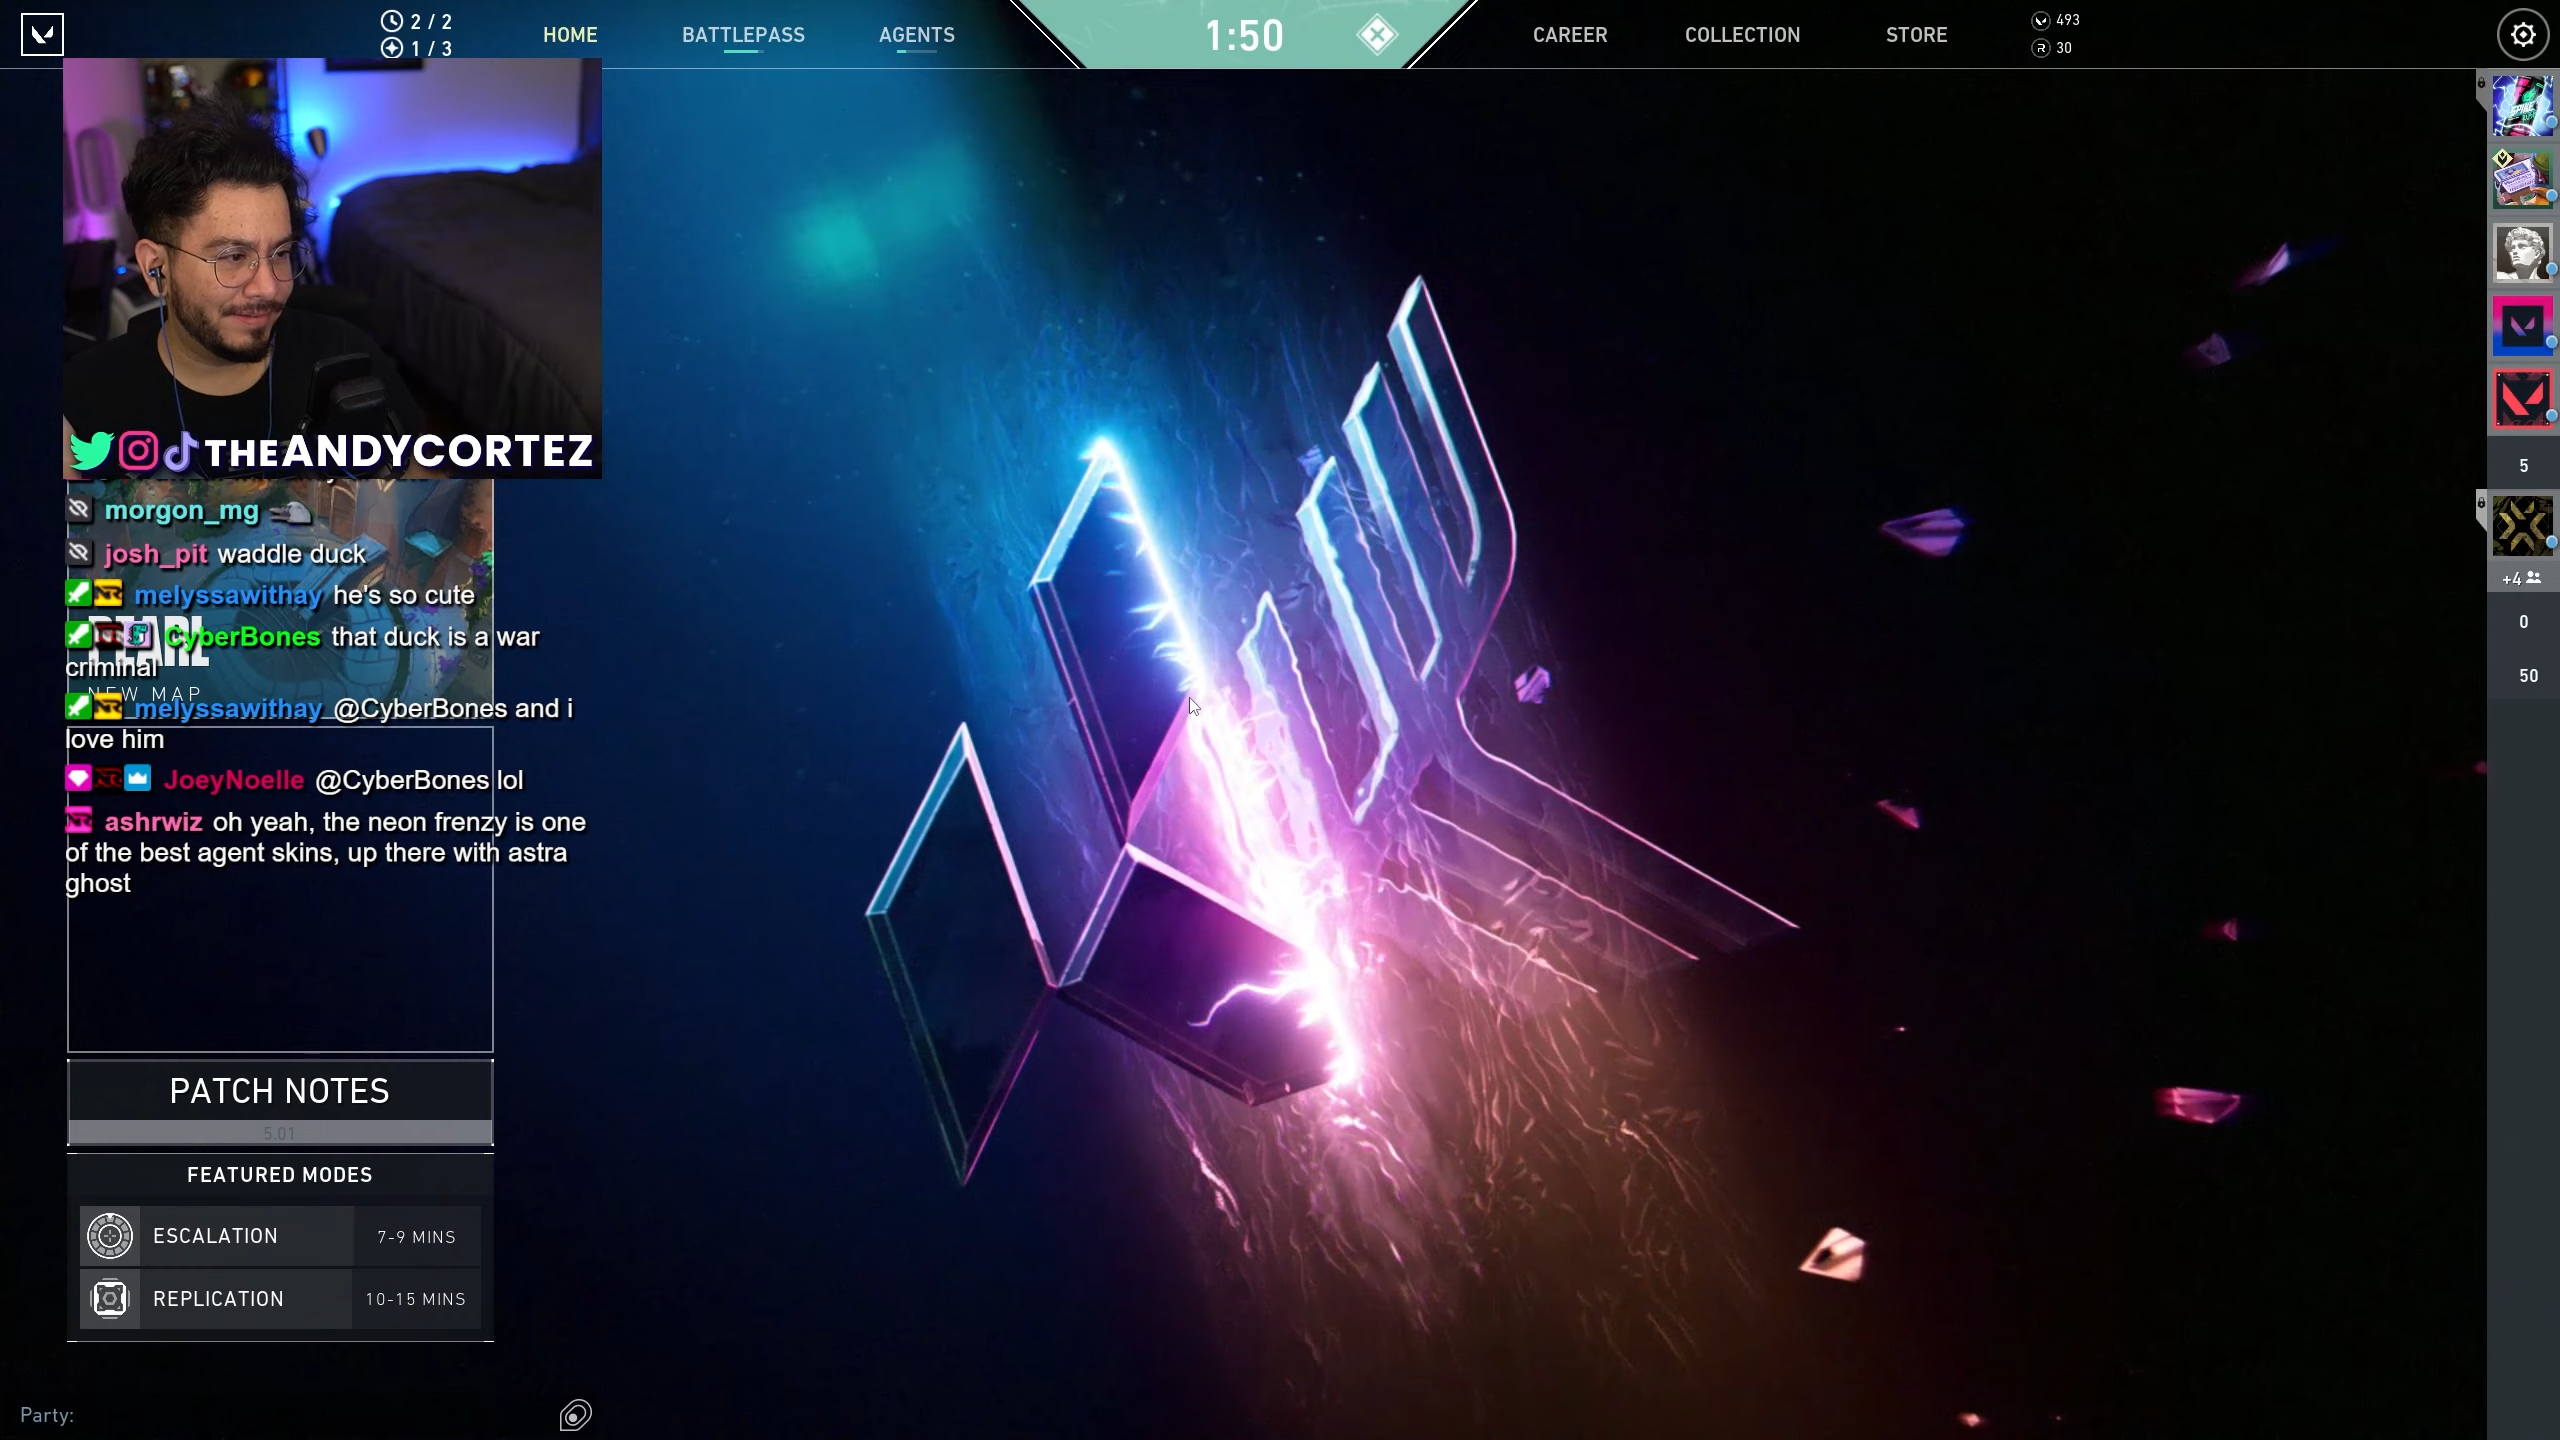 2 / 2
1 / 3
HOME
BATTLEPASS
AGENTS
1:50
CAREER
COLLECTION
STORE
493
30
THEANDYCORTEZ
morgon_mg
josh_pit waddle duck
melyssawithay he's so cute
CyberBones that duck is a war
criminal
PEARL
NEW MAP
melyssawithay @CyberBones and i
love him
JoeyNoelle @CyberBones lol
ashrwiz oh yeah, the neon frenzy is one
of the best agent skins, up there with astra
ghost
PATCH NOTES
5.01
FEATURED MODES
ESCALATION 7-9 MINS
REPLICATION 10-15 MINS
Party:
5
+4
0
50